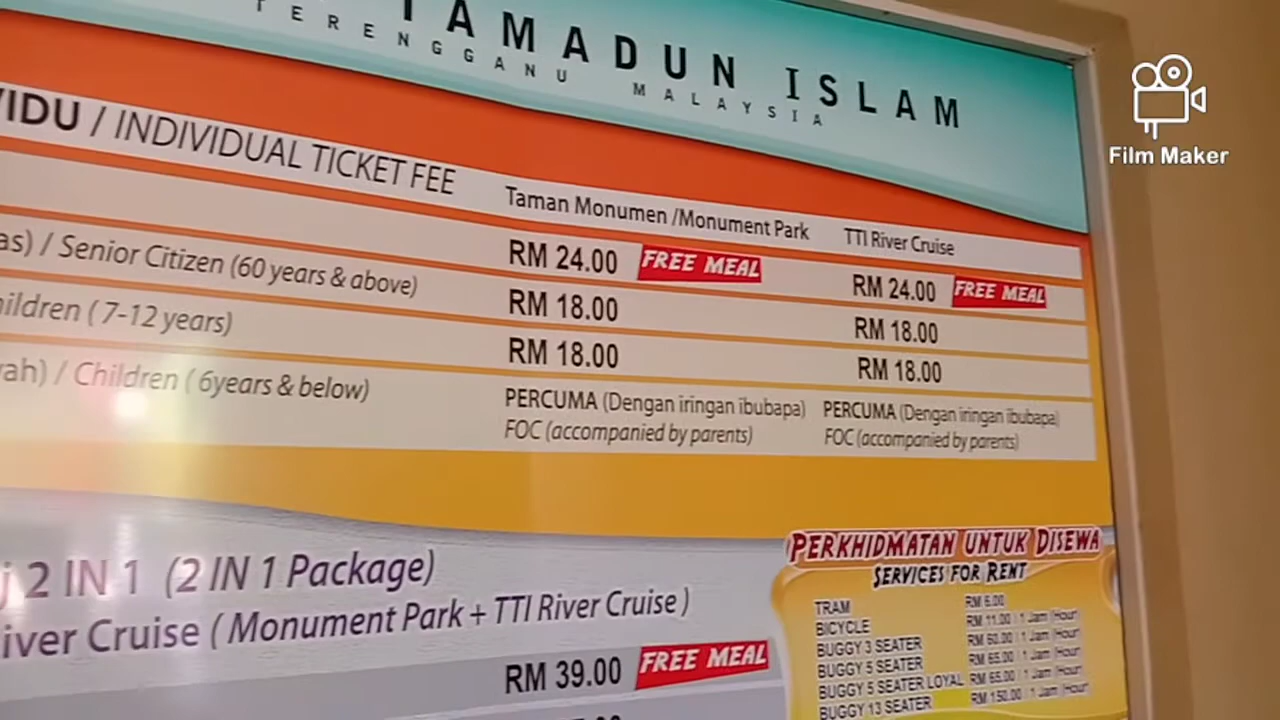 TAMADUN ISLAM
TERENGGANU MALAYSIA
VIDU / INDIVIDUAL TICKET FEE
Taman Monumen /Monument Park
TTI River Cruise
RM 24.00 FREE MEAL
RM 24.00 FREE MEAL
as) / Senior Citizen (60 years & above)
RM 18.00
RM 18.00
hildren ( 7-12 years)
RM 18.00
RM 18.00
yah) / Children ( 6years & below)
PERCUMA (Dengan iringan ibubapa)
FOC (accompanied by parents)
PERCUMA (Dengan iringan ibubapa)
FOC (accompanied by parents)
j 2 IN 1 (2 IN 1 Package)
iver Cruise ( Monument Park + TTI River Cruise )
RM 39.00 FREE MEAL
PERKHIDMATAN UNTUK DISEWA
SERVICES FOR RENT
TRAM RM 6.00
BICYCLE RM 11.00 / 1 Jam /Hour
BUGGY 3 SEATER RM 60.00 / 1 Jam /Hour
BUGGY 5 SEATER RM 65.00 / 1 Jam /Hour
BUGGY 5 SEATER LOYAL RM 65.00 / 1 Jam /Hour
BUGGY 13 SEATER RM 150.00 / 1 Jam /Hour
Film Maker